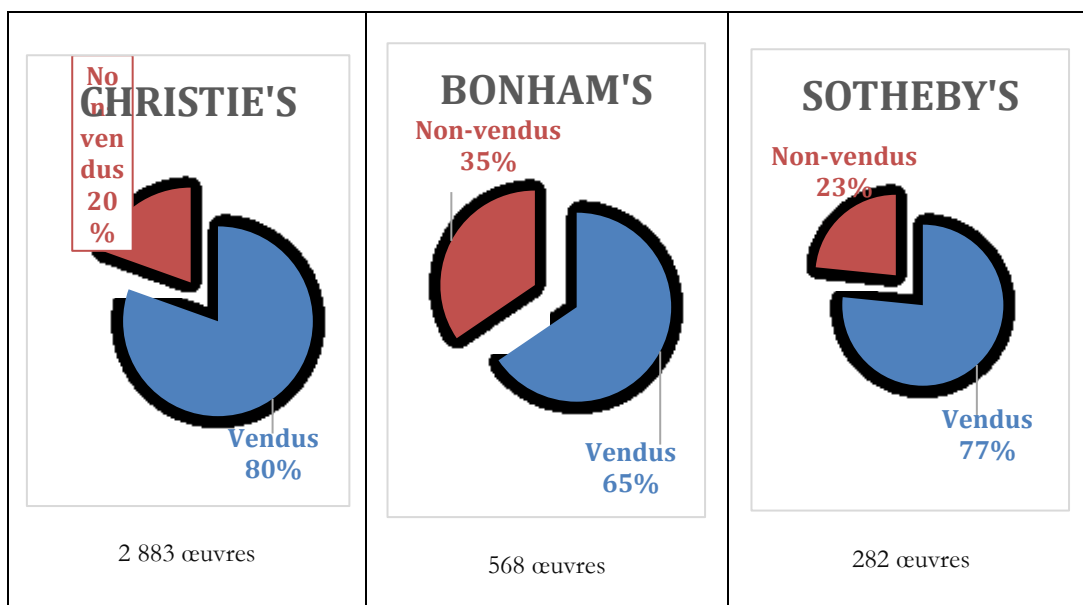 CHRISTIE'S
No
n-
ven
dus
20
%
Vendus
80%
2 883 œuvres
BONHAM'S
Non-vendus
35%
Vendus
65%
568 œuvres
SOTHEBY'S
Non-vendus
23%
Vendus
77%
282 œuvres